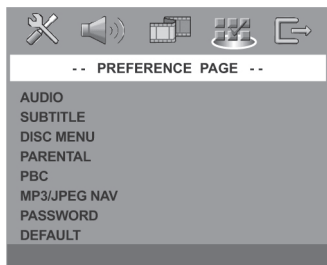 -- PREFERENCE PAGE --
AUDIO
SUBTITLE
DISC MENU
PARENTAL
PBC
MP3/JPEG NAV
PASSWORD
DEFAULT